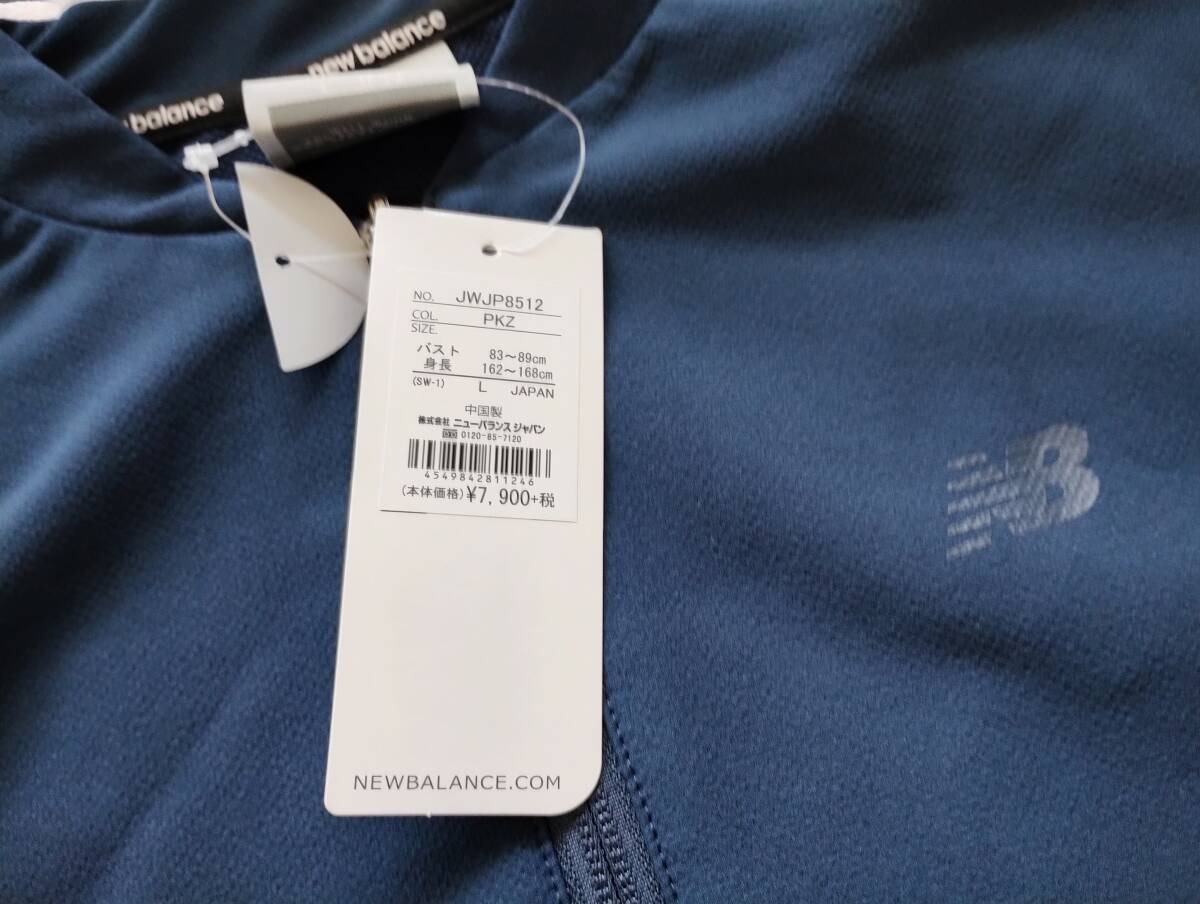 new balance
balance
NO. JWJP8512
COL. PKZ
SIZE.
バスト 83～89cm
身長 162～168cm
(SW-1) L JAPAN
中国製
株式会社 ニューバランス ジャパン
0120-85-7120
4549842811246
(本体価格) ¥7,900+税
NEWBALANCE.COM
NB